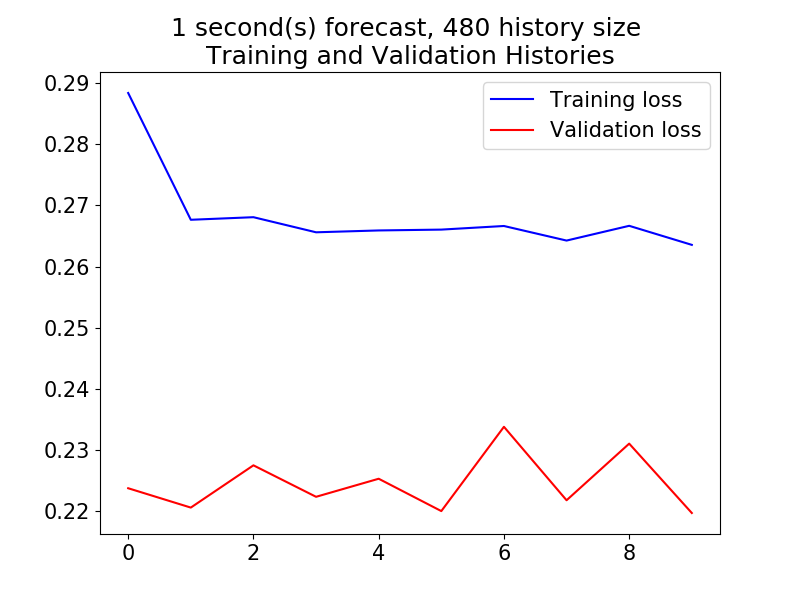 1 second(s) forecast, 480 history size
Training and Validation Histories
Training loss
Validation loss
0.29
0.28
0.27
0.26
0.25
0.24
0.23
0.22
0 2 4 6 8